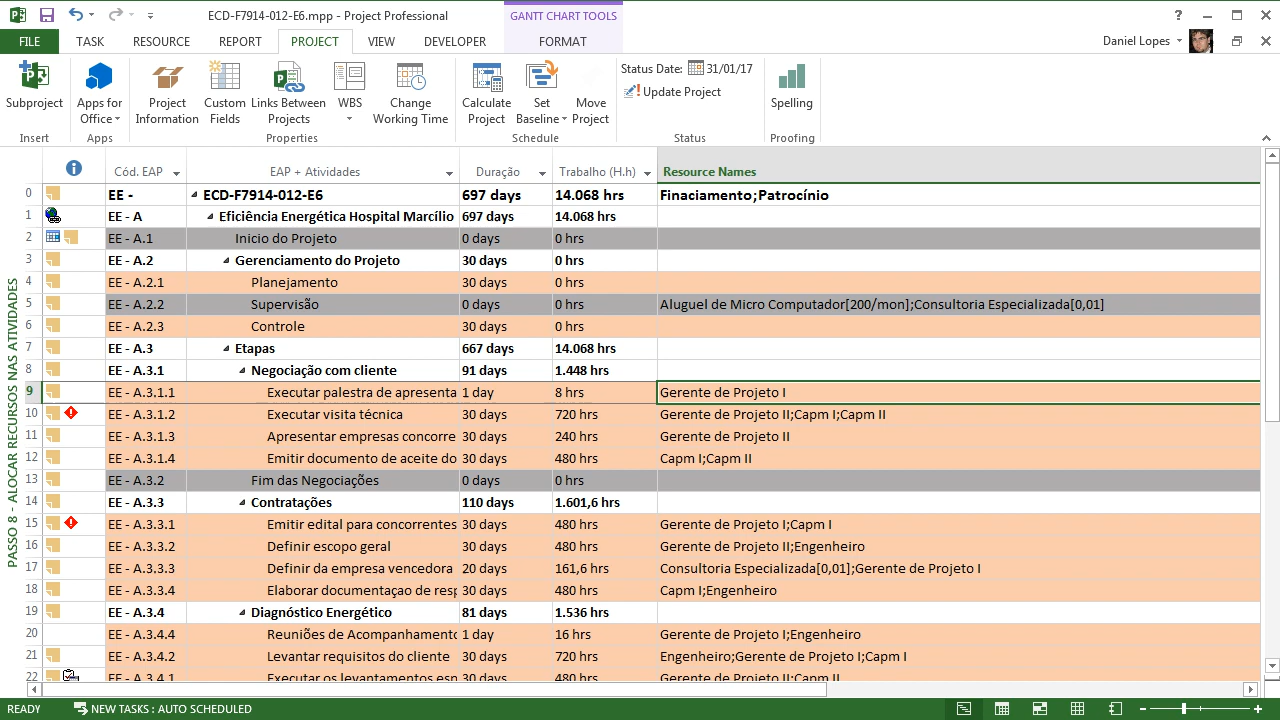 ECD-F7914-012-E6.mpp - Project Professional
GANTT CHART TOOLS
FILE TASK RESOURCE REPORT PROJECT VIEW DEVELOPER FORMAT
Daniel Lopes
Subproject
Apps for Office
Project Information
Custom Fields
Links Between Projects
WBS
Change Working Time
Calculate Project
Set Baseline
Move Project
Status Date: 31/01/17
Update Project
Spelling
Insert Apps Properties Schedule Status Proofing
Cód. EAP EAP + Atividades Duração Trabalho (H.h) Resource Names
0 EE - ECD-F7914-012-E6 697 days 14.068 hrs Finaciamento;Patrocínio
1 EE - A Eficiência Energética Hospital Marcílio 697 days 14.068 hrs
2 EE - A.1 Inicio do Projeto 0 days 0 hrs
3 EE - A.2 Gerenciamento do Projeto 30 days 0 hrs
4 EE - A.2.1 Planejamento 30 days 0 hrs
5 EE - A.2.2 Supervisão 0 days 0 hrs Aluguel de Micro Computador[200/mon];Consultoria Especializada[0,01]
6 EE - A.2.3 Controle 30 days 0 hrs
7 EE - A.3 Etapas 667 days 14.068 hrs
8 EE - A.3.1 Negociação com cliente 91 days 1.448 hrs
9 EE - A.3.1.1 Executar palestra de apresenta 1 day 8 hrs Gerente de Projeto I
10 EE - A.3.1.2 Executar visita técnica 30 days 720 hrs Gerente de Projeto II;Capm I;Capm II
11 EE - A.3.1.3 Apresentar empresas concorre 30 days 240 hrs Gerente de Projeto II
12 EE - A.3.1.4 Emitir documento de aceite do 30 days 480 hrs Capm I;Capm II
13 EE - A.3.2 Fim das Negociações 0 days 0 hrs
14 EE - A.3.3 Contratações 110 days 1.601,6 hrs
15 EE - A.3.3.1 Emitir edital para concorrentes 30 days 480 hrs Gerente de Projeto I;Capm I
16 EE - A.3.3.2 Definir escopo geral 30 days 480 hrs Gerente de Projeto II;Engenheiro
17 EE - A.3.3.3 Definir da empresa vencedora 20 days 161,6 hrs Consultoria Especializada[0,01];Gerente de Projeto I
18 EE - A.3.3.4 Elaborar documentaçao de resp 30 days 480 hrs Capm I;Engenheiro
19 EE - A.3.4 Diagnóstico Energético 81 days 1.536 hrs
20 EE - A.3.4.4 Reuniões de Acompanhamento 1 day 16 hrs Gerente de Projeto I;Engenheiro
21 EE - A.3.4.2 Levantar requisitos do cliente 30 days 720 hrs Engenheiro;Gerente de Projeto I;Capm I
22 EE - A.3.4.1 Executar os levantamentos esp 30 days 480 hrs Gerente de Projeto II;Capm II
PASSO 8 - ALOCAR RECURSOS NAS ATIVIDADES
READY NEW TASKS : AUTO SCHEDULED